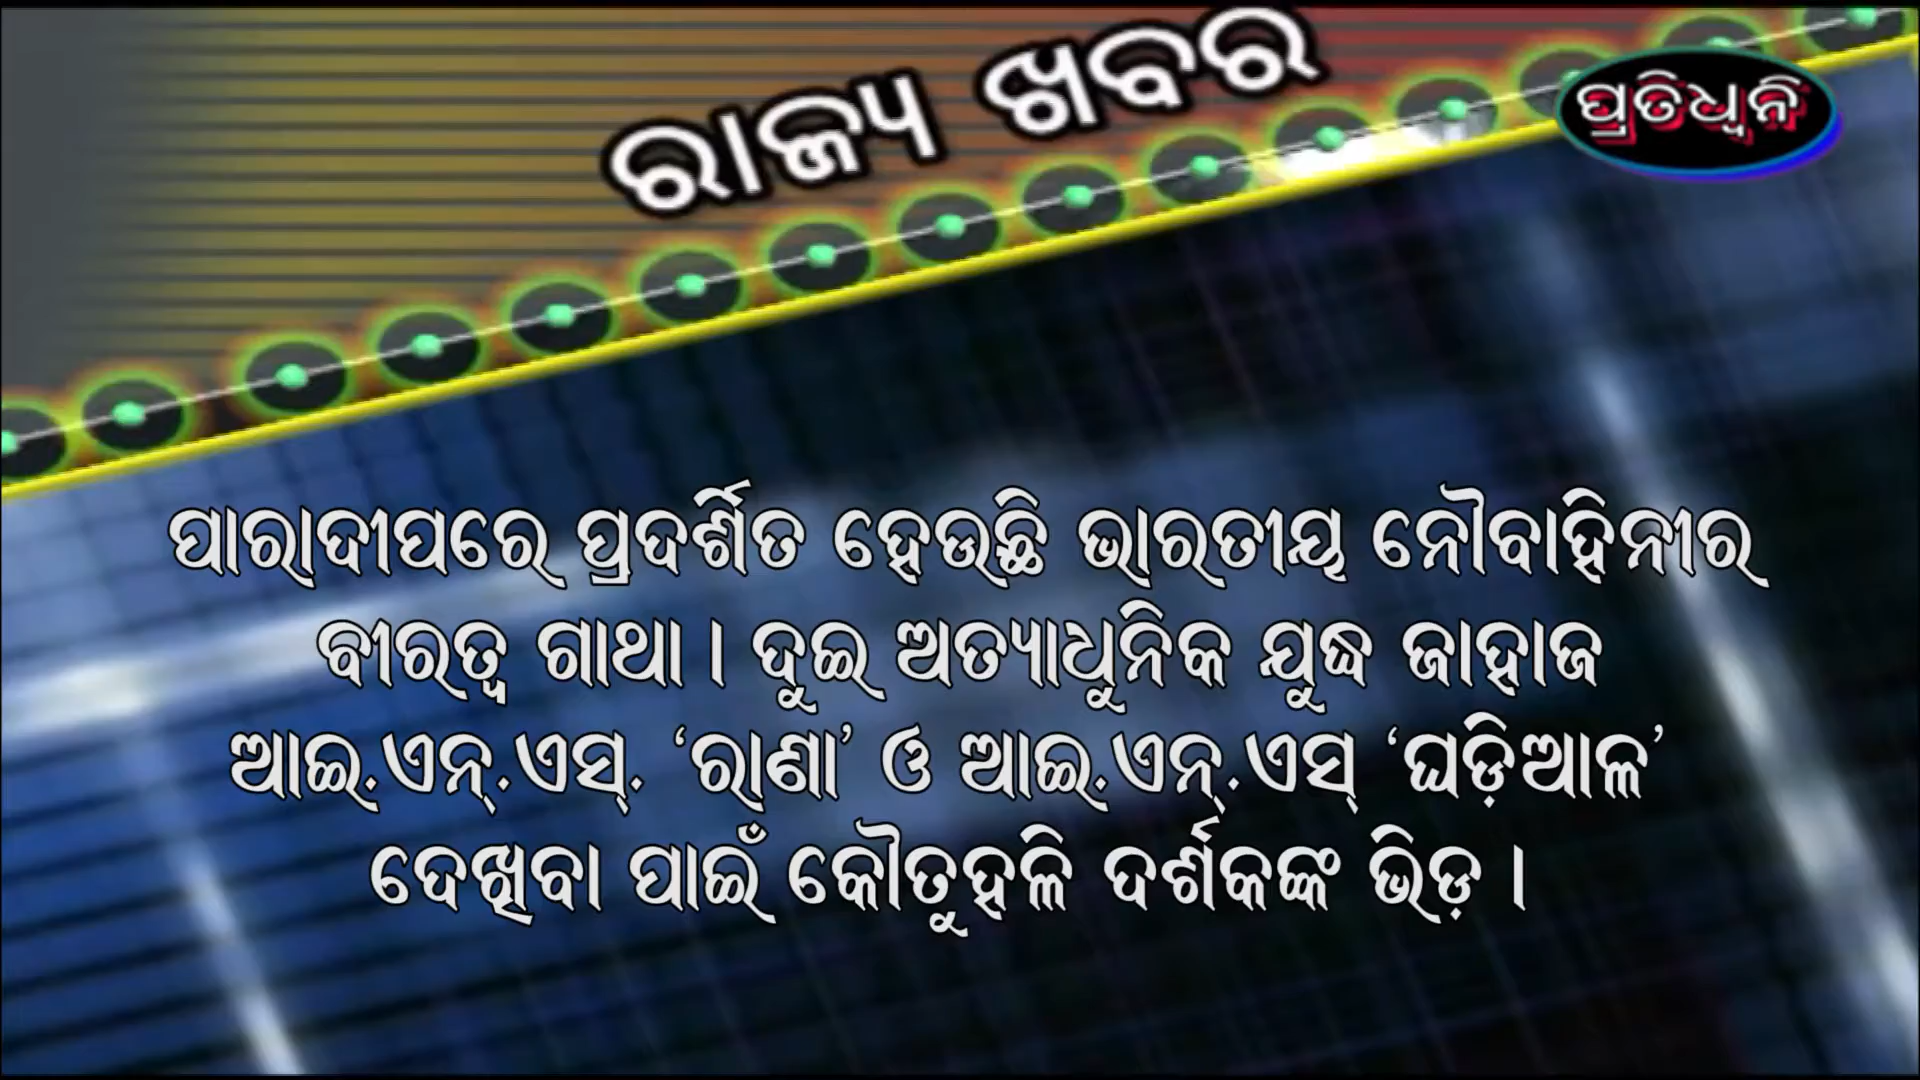 ରାଜ୍ୟ ଖବର
ପ୍ରତିଧ୍ୱନି
ପାରାଦୀପରେ ପ୍ରଦର୍ଶିତ ହେଉଛି ଭାରତୀୟ ନୌବାହିନୀର
ବୀରତ୍ୱ ଗାଥା । ଦୁଇ ଅତ୍ୟାଧୁନିକ ଯୁଦ୍ଧ ଜାହାଜ
ଆଇ.ଏନ୍.ଏସ୍. ‘ରାଣା’ ଓ ଆଇ.ଏନ୍.ଏସ୍ ‘ଘଡ଼ିଆଳ’
ଦେଖିବା ପାଇଁ କୌତୁହଳି ଦର୍ଶକଙ୍କ ଭିଡ଼ ।